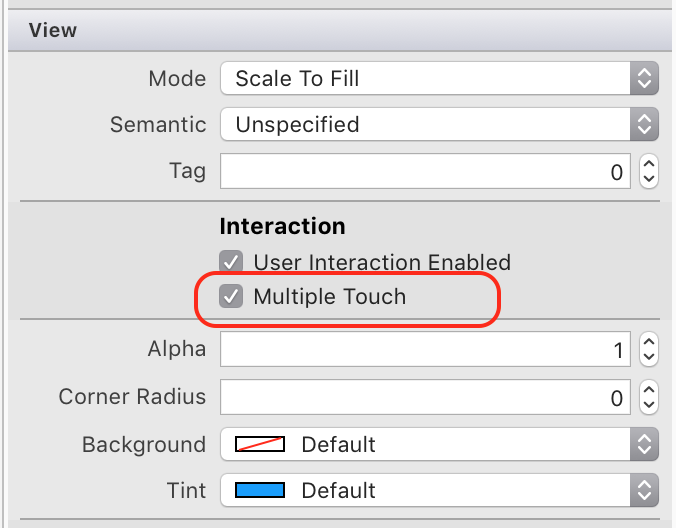 View
Mode Scale To Fill
Semantic Unspecified
Tag 0
Interaction
User Interaction Enabled
Multiple Touch
Alpha 1
Corner Radius 0
Background Default
Tint Default